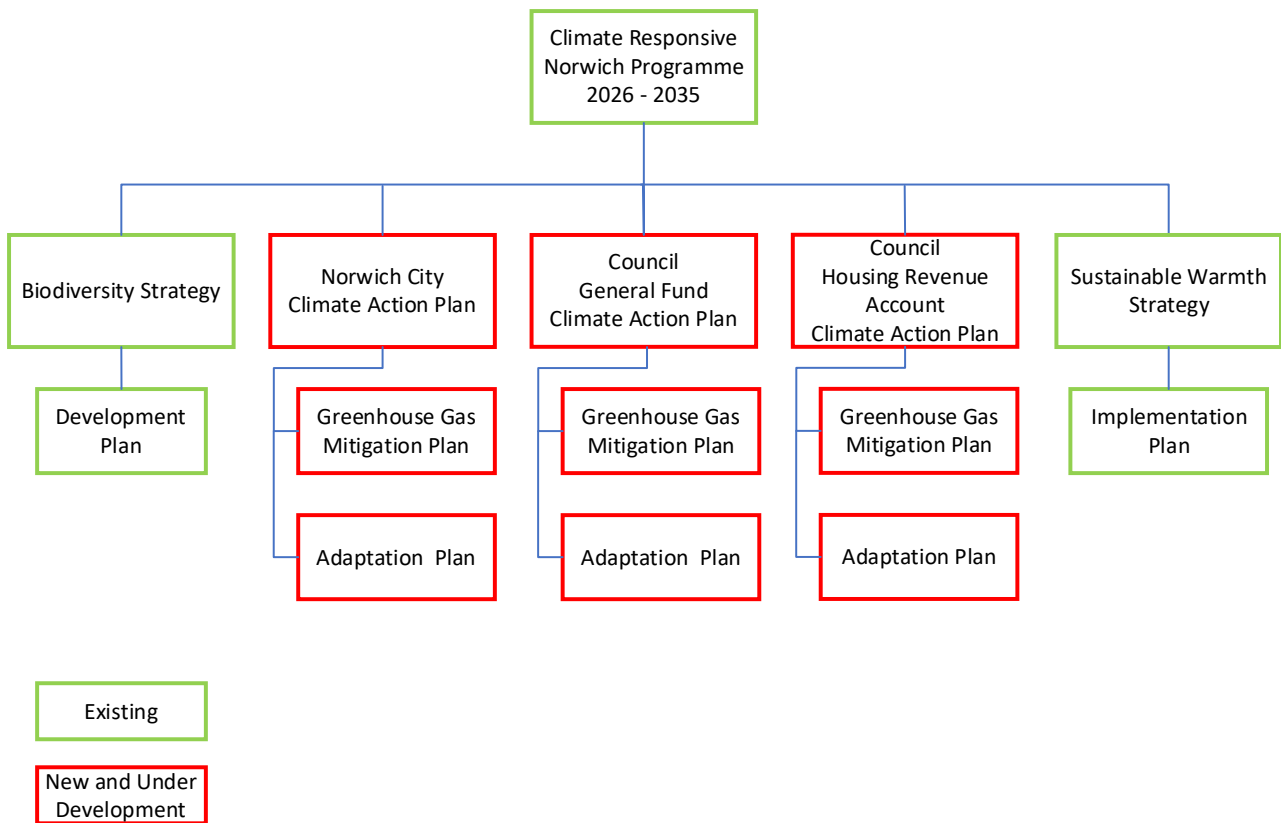 Climate Responsive
Norwich Programme
2026 - 2035
Biodiversity Strategy
Norwich City
Climate Action Plan
Council
General Fund
Climate Action Plan
Council
Housing Revenue
Account
Climate Action Plan
Sustainable Warmth
Strategy
Development
Plan
Greenhouse Gas
Mitigation Plan
Greenhouse Gas
Mitigation Plan
Greenhouse Gas
Mitigation Plan
Implementation
Plan
Adaptation  Plan
Adaptation  Plan
Adaptation Plan
Existing
New and Under
Development